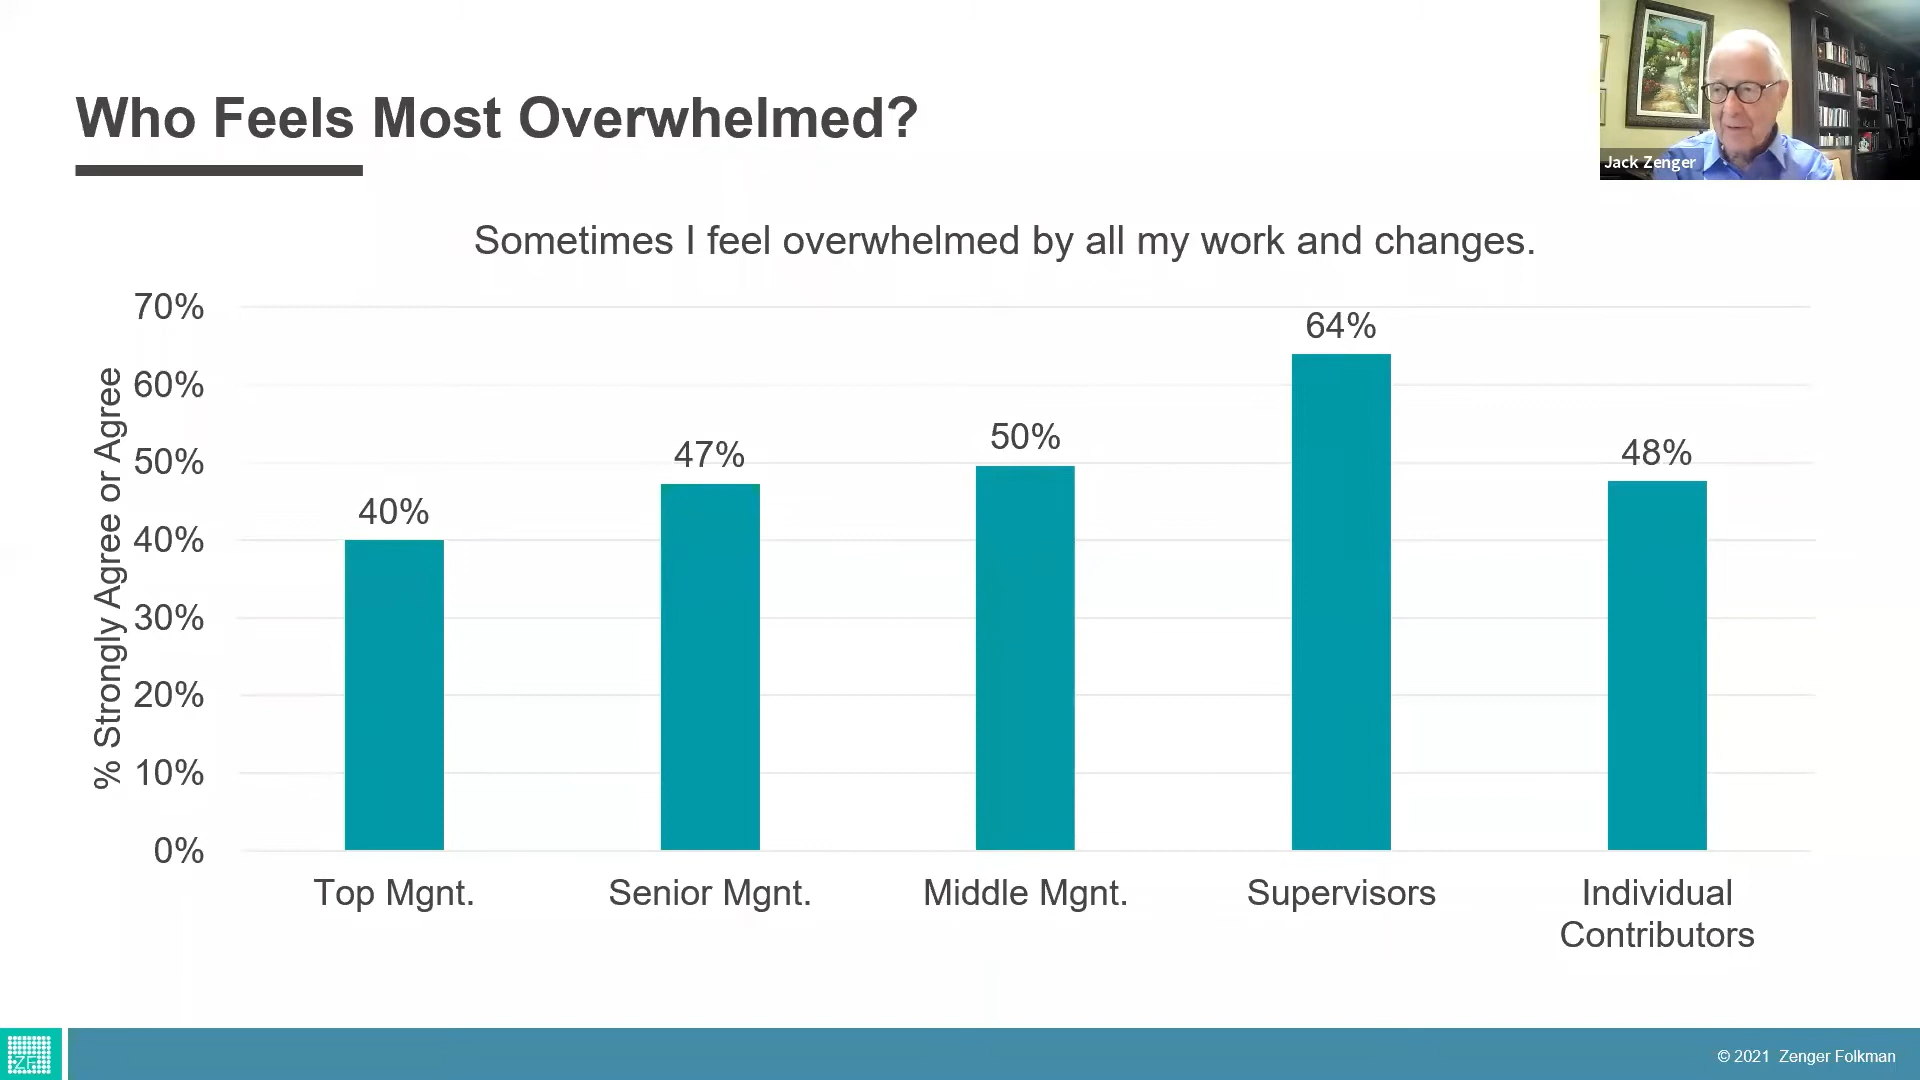 Who Feels Most Overwhelmed?
Jack Zenger
Sometimes I feel overwhelmed by all my work and changes.
% Strongly Agree or Agree
70%
60%
50%
40%
30%
20%
10%
0%
40%
47%
50%
64%
48%
Top Mgnt.
Senior Mgnt.
Middle Mgnt.
Supervisors
Individual
Contributors
ZF
© 2021 Zenger Folkman